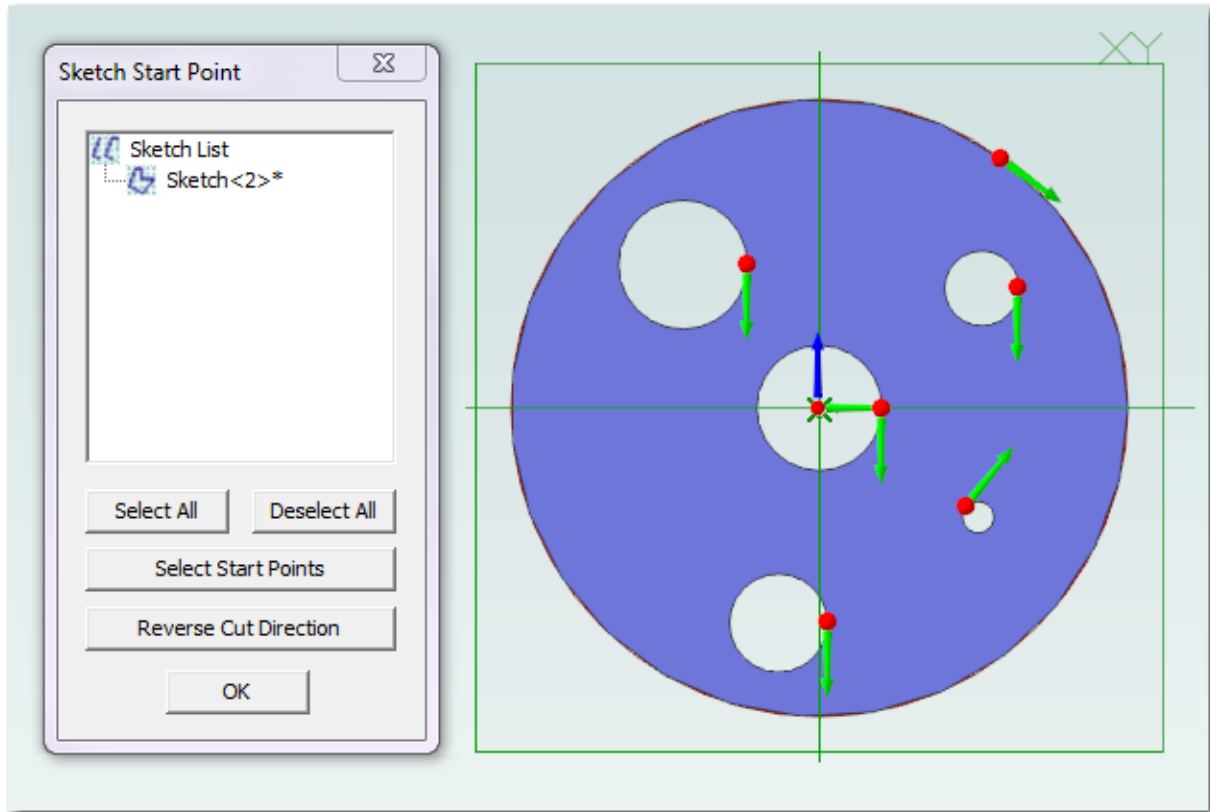 Sketch Start Point
Sketch List
Sketch<2>*
Select All
Deselect All
Select Start Points
Reverse Cut Direction
OK
XY